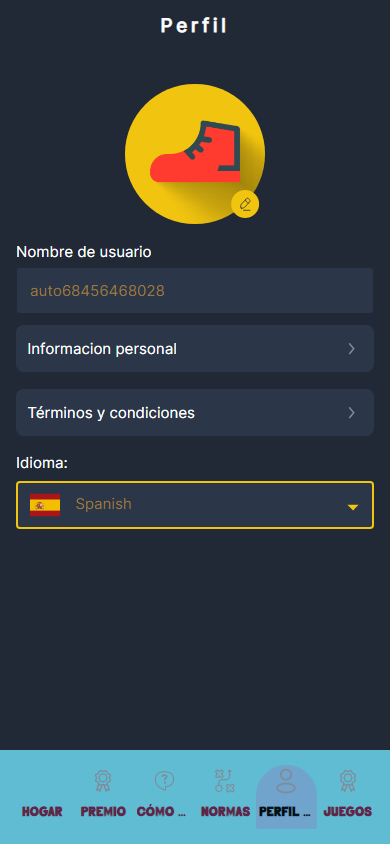 Perfil
Nombre de usuario
auto68456468028
Informacion personal
Términos y condiciones
Idioma:
Spanish
HOGAR PREMIO CÓMO ... NORMAS PERFIL ... JUEGOS